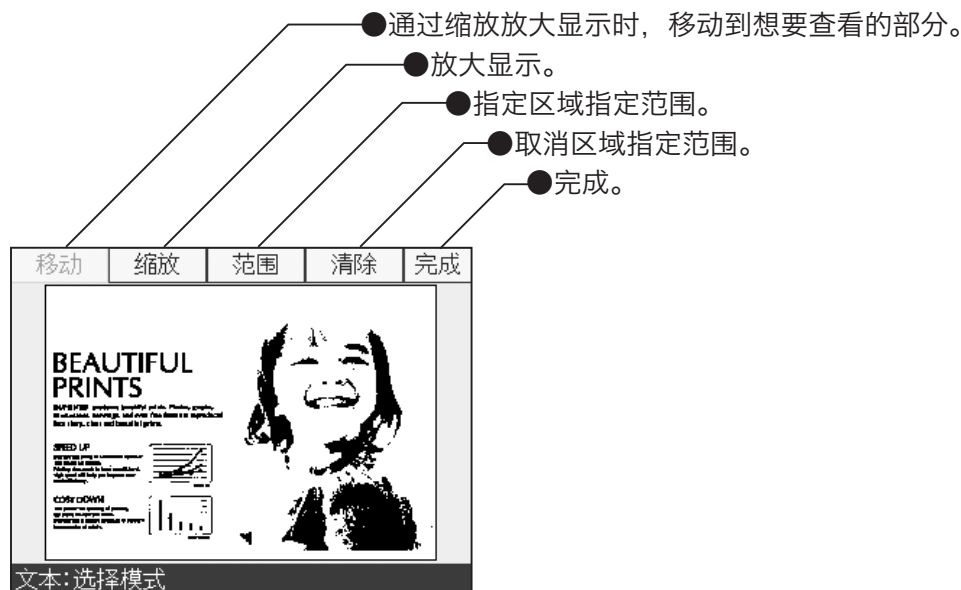 ●通过缩放放大显示时，移动到想要查看的部分。
●放大显示。
●指定区域指定范围。
●取消区域指定范围。
●完成。
移动 缩放 范围 清除 完成
BEAUTIFUL
PRINTS
SPEED UP
COST DOWN
文本:选择模式